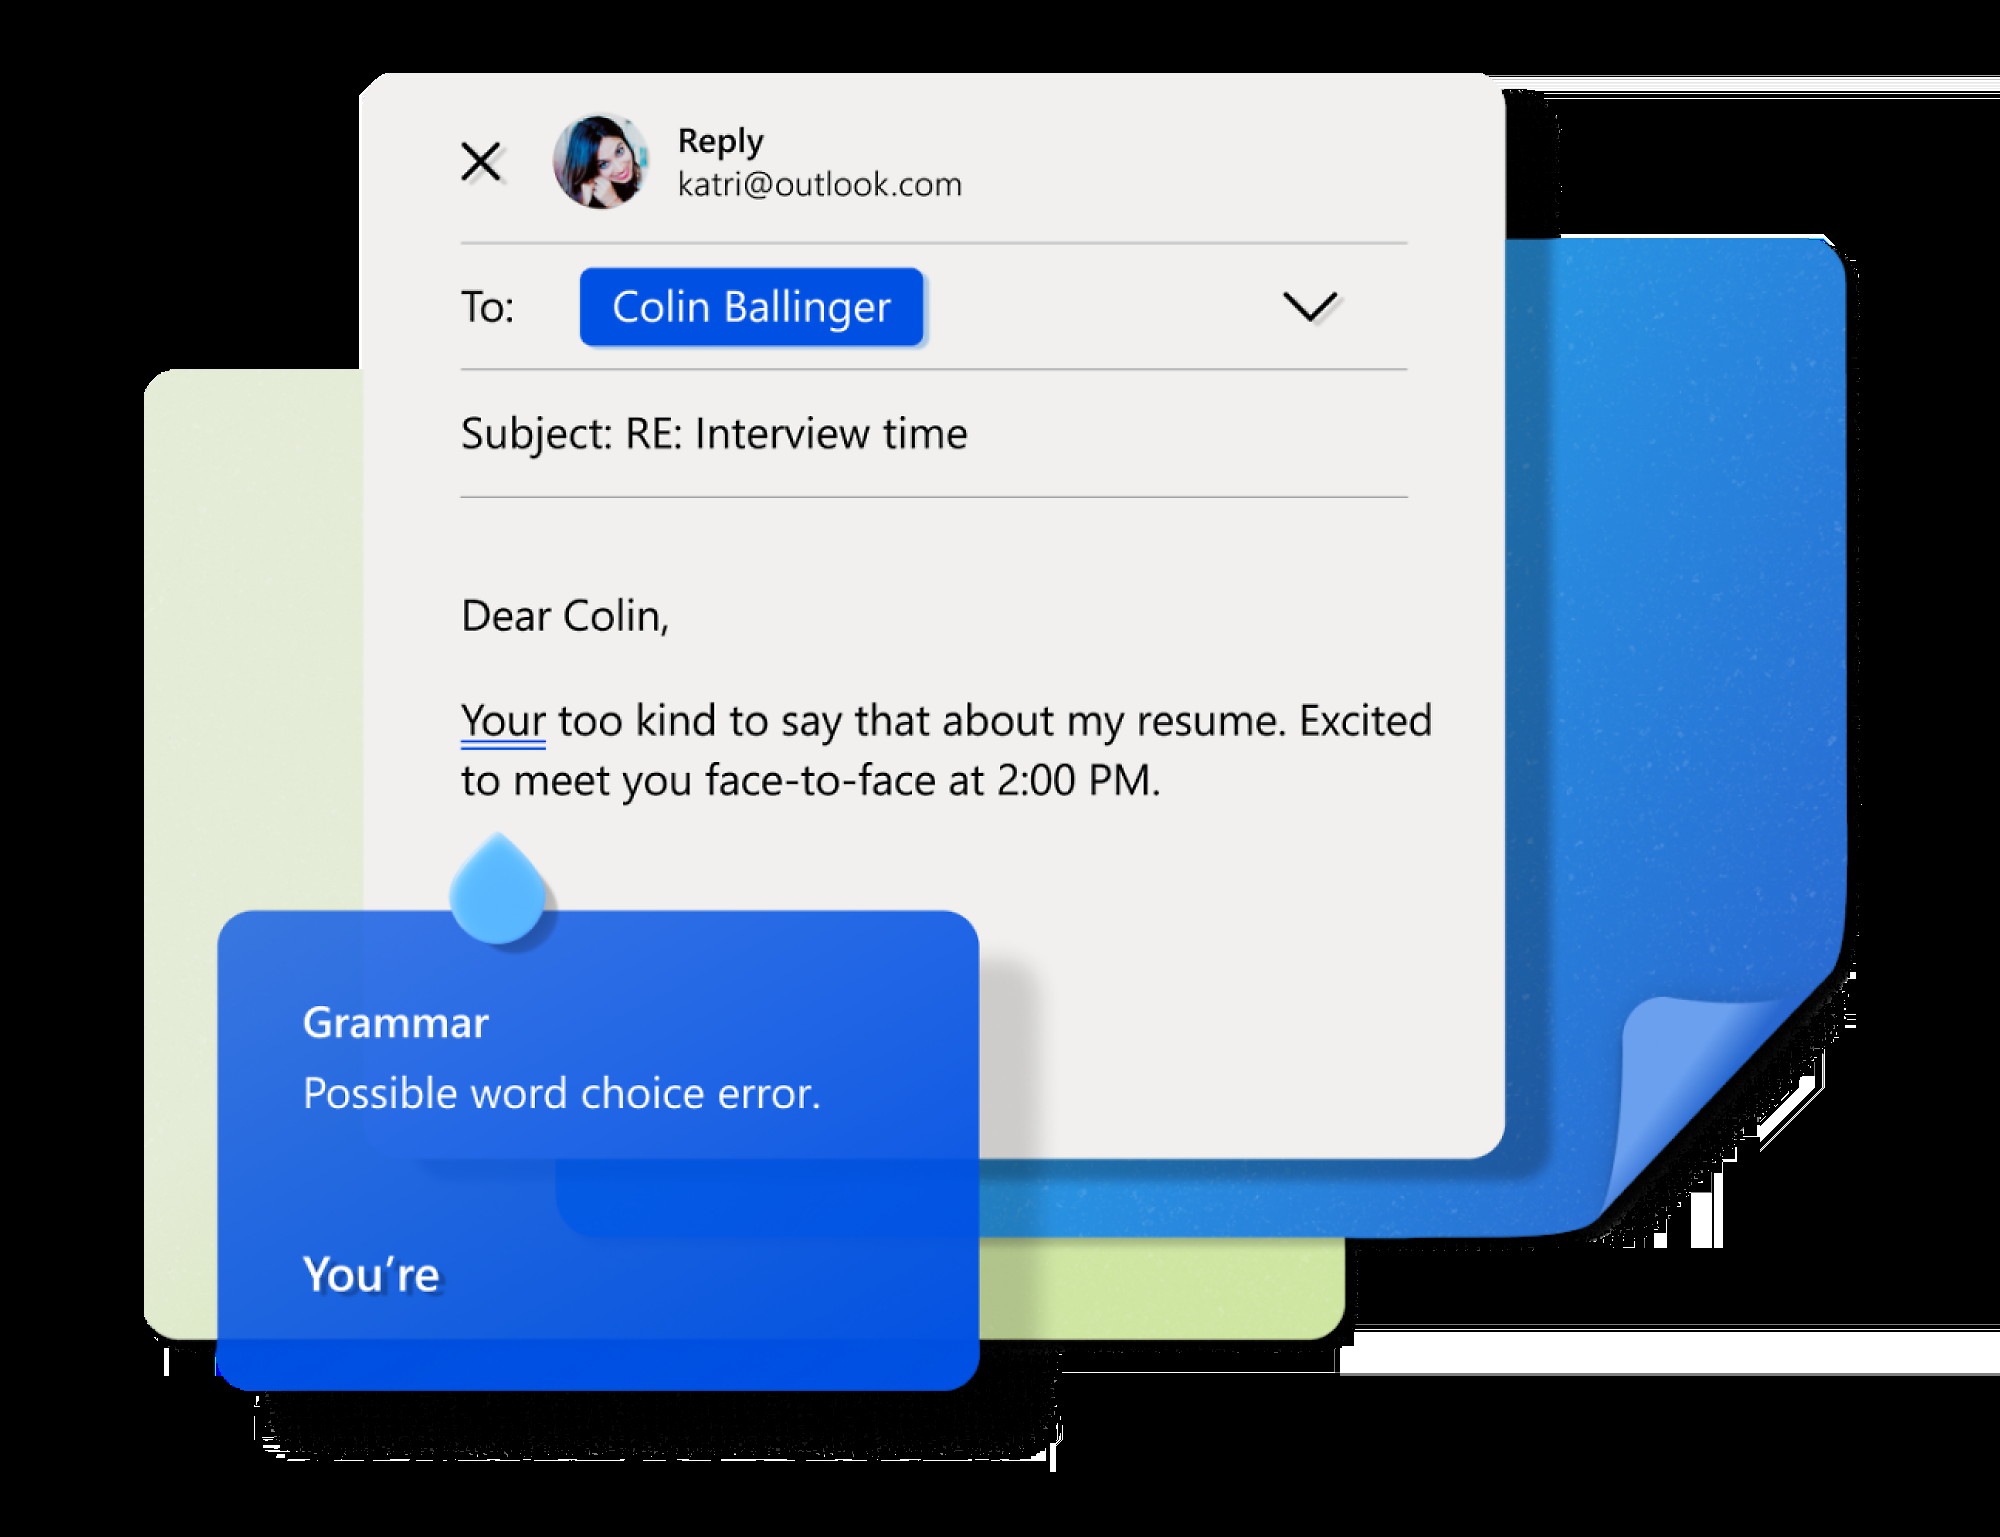 Reply
katri@outlook.com
To: Colin Ballinger
Subject: RE: Interview time
Dear Colin,
Your too kind to say that about my resume. Excited
to meet you face-to-face at 2:00 PM.
Grammar
Possible word choice error.
You’re